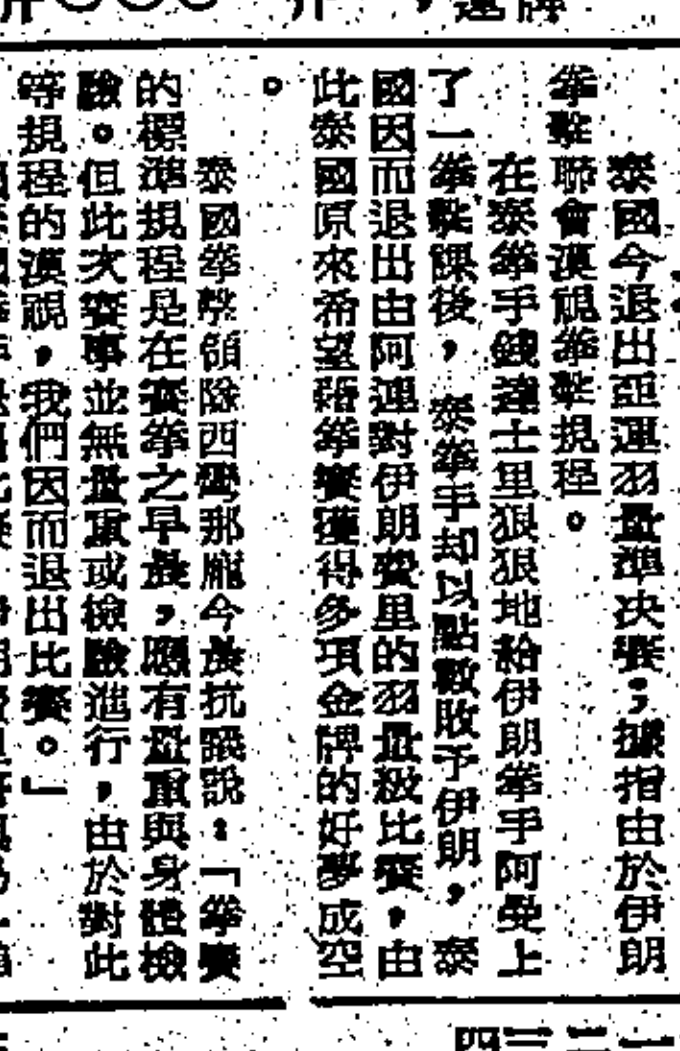 泰國今退出亞運羽量準决賽;據指由於伊朗
拳擊聯會漠視拳擊規程。
在泰拳手錢達士里狠狠地給伊朗拳手阿曼上
了一拳擊課後,泰拳手却以點數敗予伊朗,泰
國因而退出由阿連對伊朗費里的羽量級比賽,由
此泰國原來希望藉拳賽獲得多項金牌的好夢成空
。
泰國拳擊領隊西灣那龐今晨抗議說:「拳賽
的標準規程是在賽拳之早晨,應有量重與身體檢
驗。但此次賽事並無量重或檢驗進行,由於對此
等規程的漠視,我們因而退出比賽。」